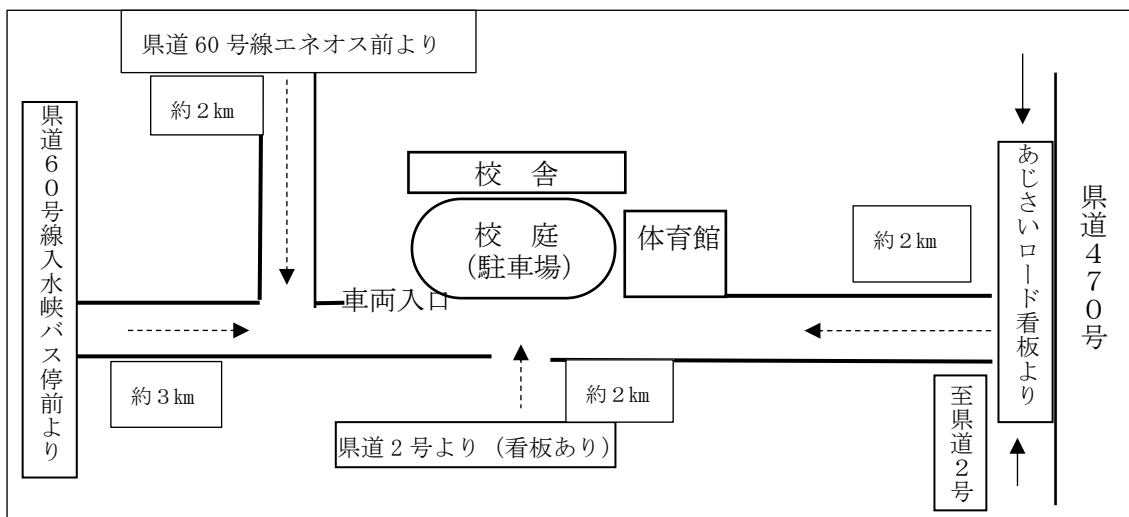 県道60号線エネオス前より
約2㎞
県道60号線入水峡バス停前より
校 舎
校 庭
(駐車場)
体育館
車両入口
約2㎞
あじさいロード看板より
県道470号
約3㎞
約2㎞
県道2号より (看板あり)
至県道2号